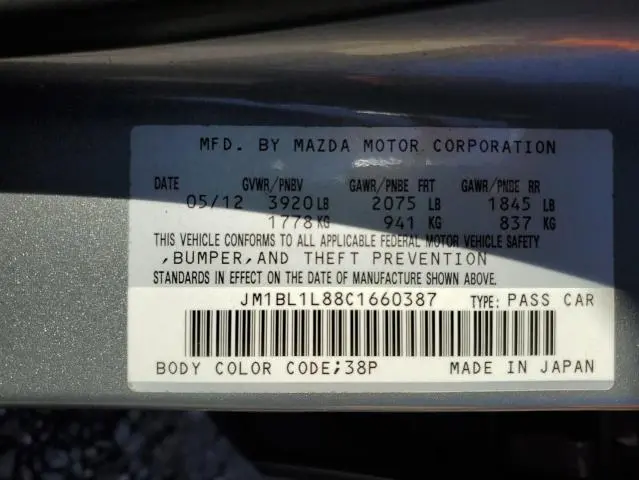 MFD. BY MAZDA MOTOR CORPORATION
DATE GVWR/PNBV GAWR/PNBE FRT GAWR/PNBE RR
05/12 3920 LB 2075 LB 1845 LB
1778 KG 941 KG 837 KG
THIS VEHICLE CONFORMS TO ALL APPLICABLE FEDERAL MOTOR VEHICLE SAFETY
,BUMPER,AND THEFT PREVENTION
STANDARDS IN EFFECT ON THE DATE OF MANUFACTURE SHOWN ABOVE.
JM1BL1L88C1660387 TYPE: PASS CAR
BODY COLOR CODE;38P MADE IN JAPAN